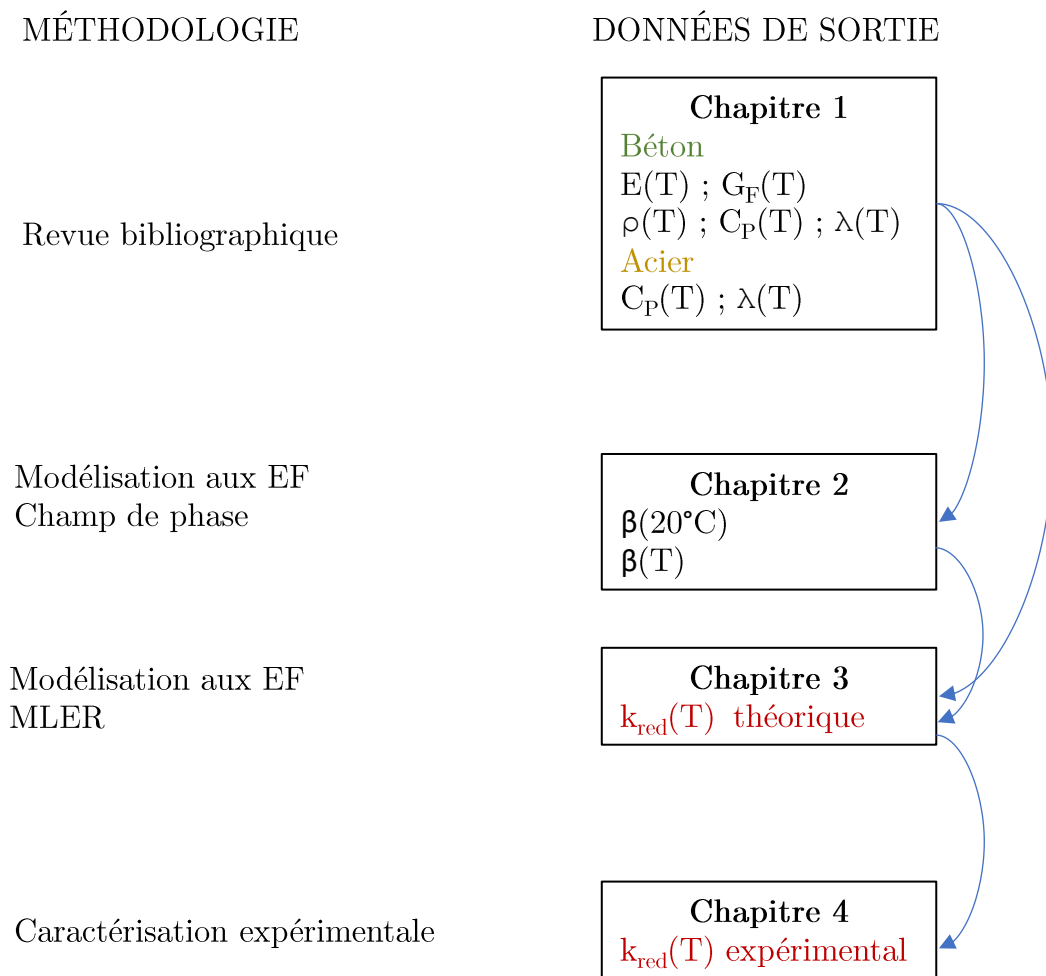 MÉTHODOLOGIE
DONNÉES DE SORTIE
Chapitre 1
Béton
E(T) ; G_F(T)
ρ(T) ; C_P(T) ; λ(T)
Acier
C_P(T) ; λ(T)
Revue bibliographique
Modélisation aux EF
Champ de phase
Chapitre 2
β(20°C)
β(T)
Modélisation aux EF
MLER
Chapitre 3
k_red(T) théorique
Caractérisation expérimentale
Chapitre 4
k_red(T) expérimental